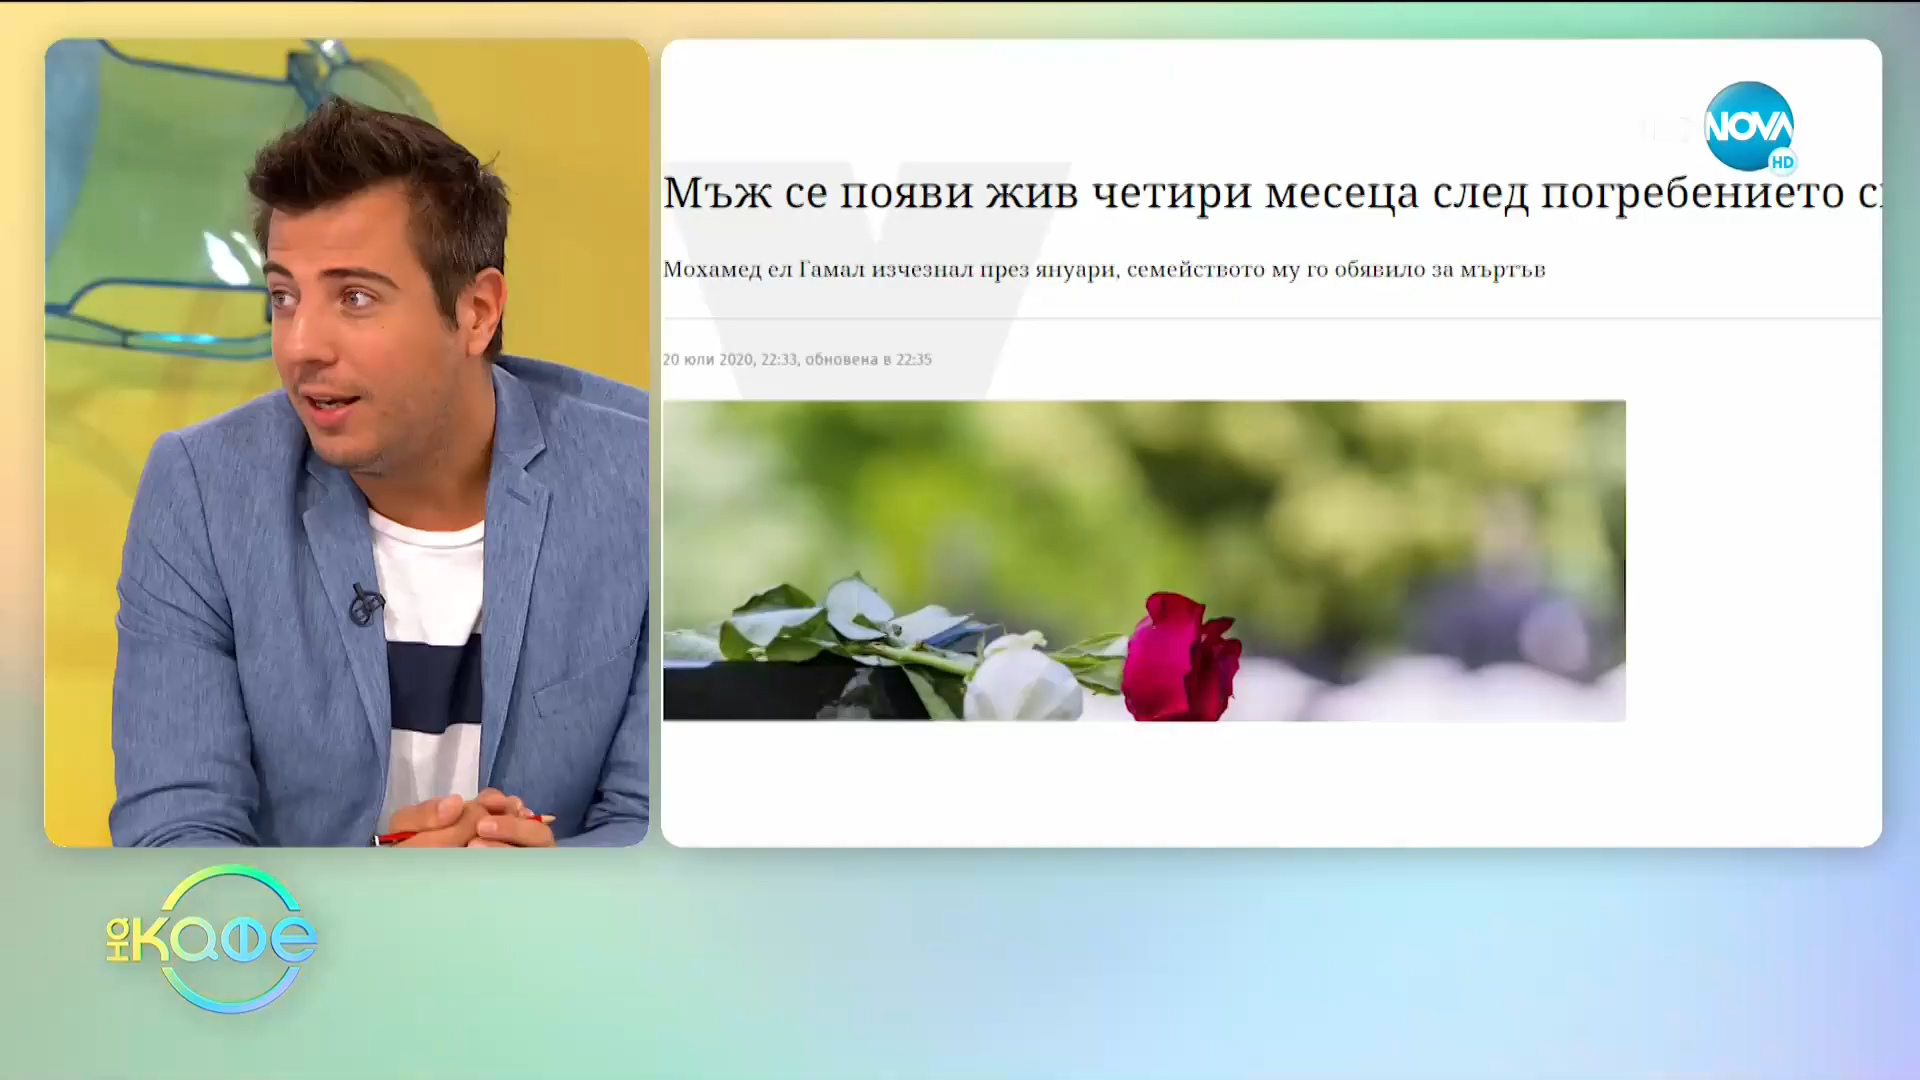 NOVA
HD
Мъж се появи жив четири месеца след погребението
Мохамед ел Гамал изчезнал през януари, семейството му го обявило за мъртъв
20 юли 2020, 22:33, обновена в 22:35
на кафе